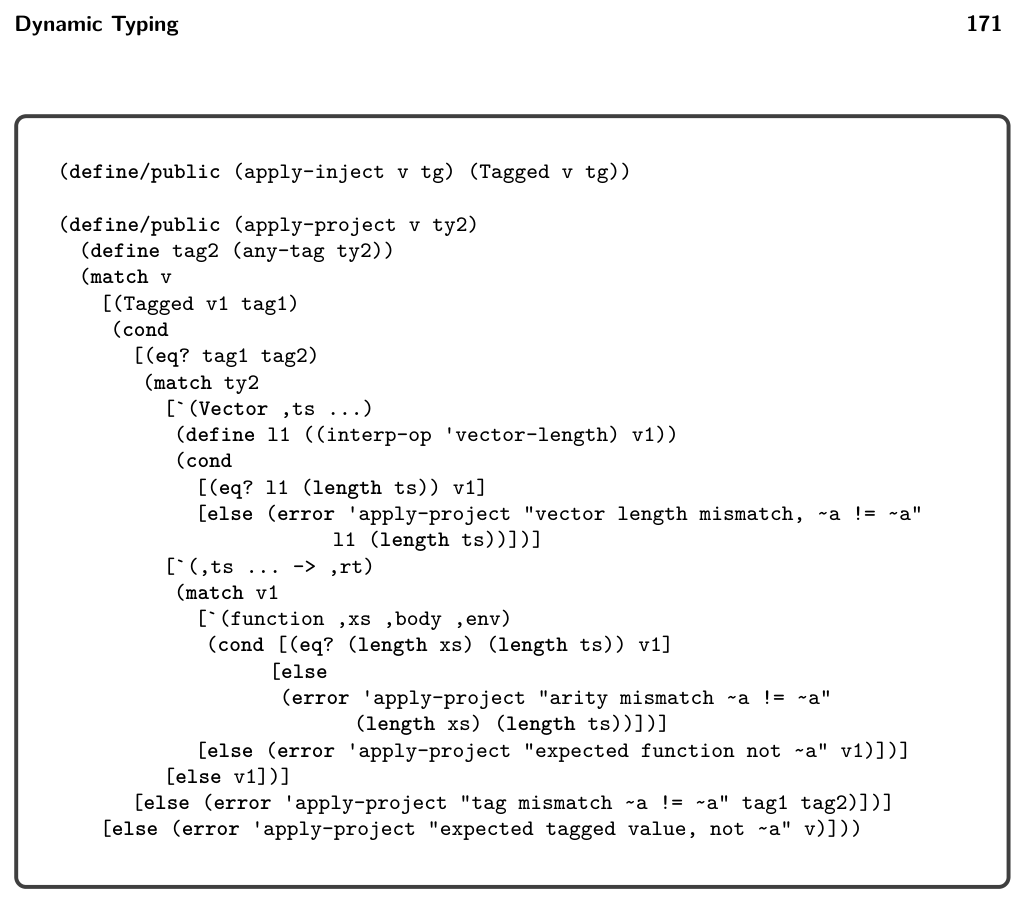 Dynamic Typing 171
(define/public (apply-inject v tg) (Tagged v tg))
(define/public (apply-project v ty2)
  (define tag2 (any-tag ty2))
  (match v
    [(Tagged v1 tag1)
     (cond
       [(eq? tag1 tag2)
        (match ty2
          [`(Vector ,ts ...)
           (define l1 ((interp-op 'vector-length) v1))
           (cond
             [(eq? l1 (length ts)) v1]
             [else (error 'apply-project "vector length mismatch, ~a != ~a"
                          l1 (length ts))])]
          [`(,ts ... -> ,rt)
           (match v1
             [`(function ,xs ,body ,env)
              (cond [(eq? (length xs) (length ts)) v1]
                    [else
                     (error 'apply-project "arity mismatch ~a != ~a"
                            (length xs) (length ts))])]
             [else (error 'apply-project "expected function not ~a" v1)])]
          [else v1])]
       [else (error 'apply-project "tag mismatch ~a != ~a" tag1 tag2)])]
    [else (error 'apply-project "expected tagged value, not ~a" v)]))